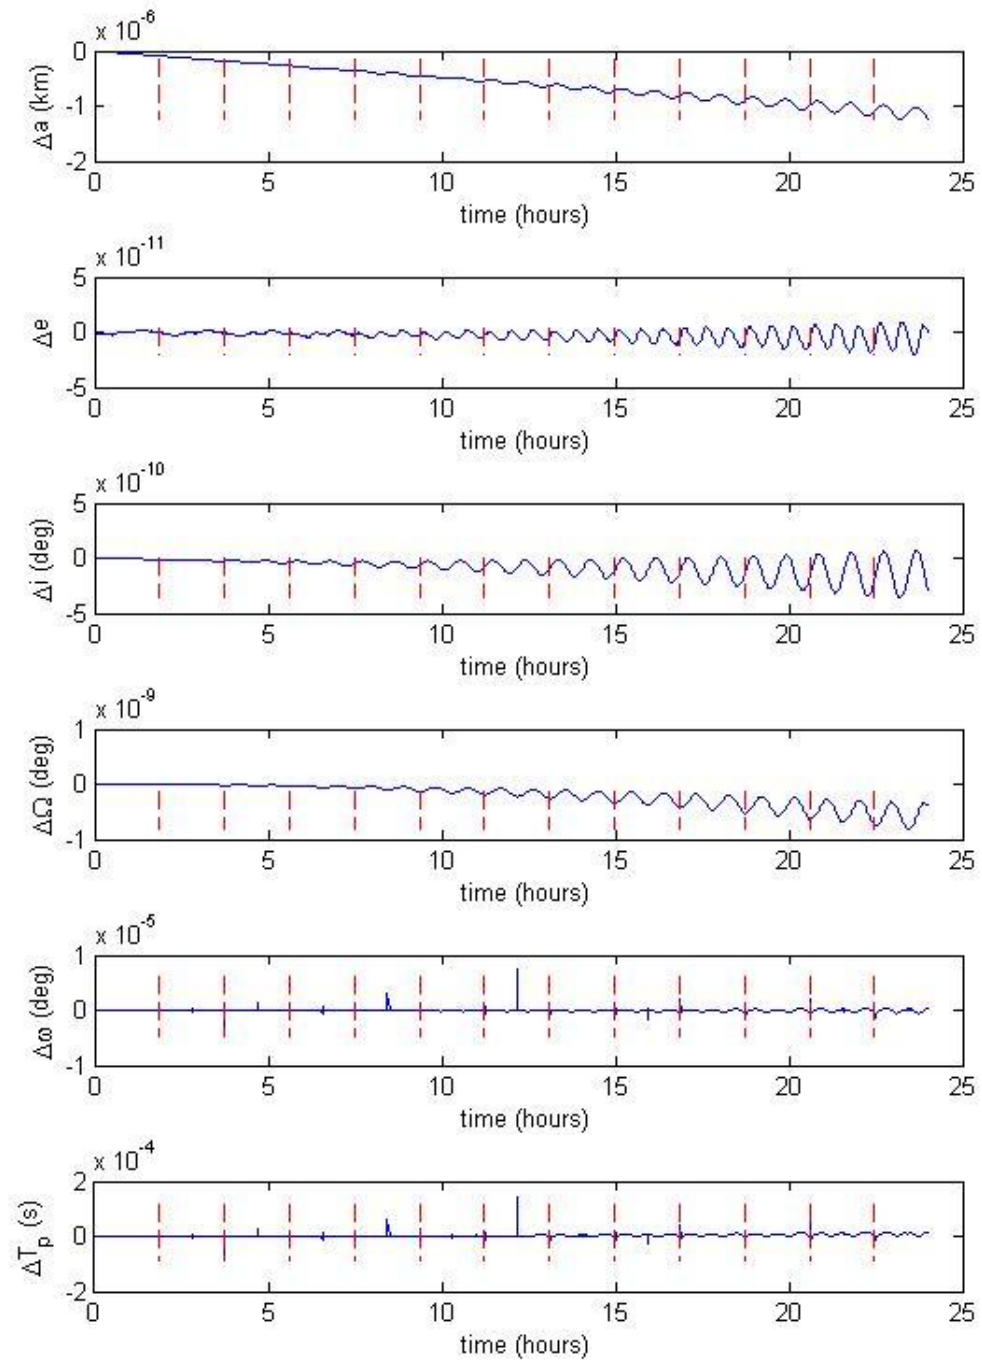 x 10^-6
0
-1
-2
Δa (km)
0 5 10 15 20 25
time (hours)
x 10^-11
5
0
-5
Δe
0 5 10 15 20 25
time (hours)
x 10^-10
5
0
-5
Δi (deg)
0 5 10 15 20 25
time (hours)
x 10^-9
1
0
-1
ΔΩ (deg)
0 5 10 15 20 25
time (hours)
x 10^-5
1
0
-1
Δω (deg)
0 5 10 15 20 25
time (hours)
x 10^-4
2
0
-2
ΔT_p (s)
0 5 10 15 20 25
time (hours)